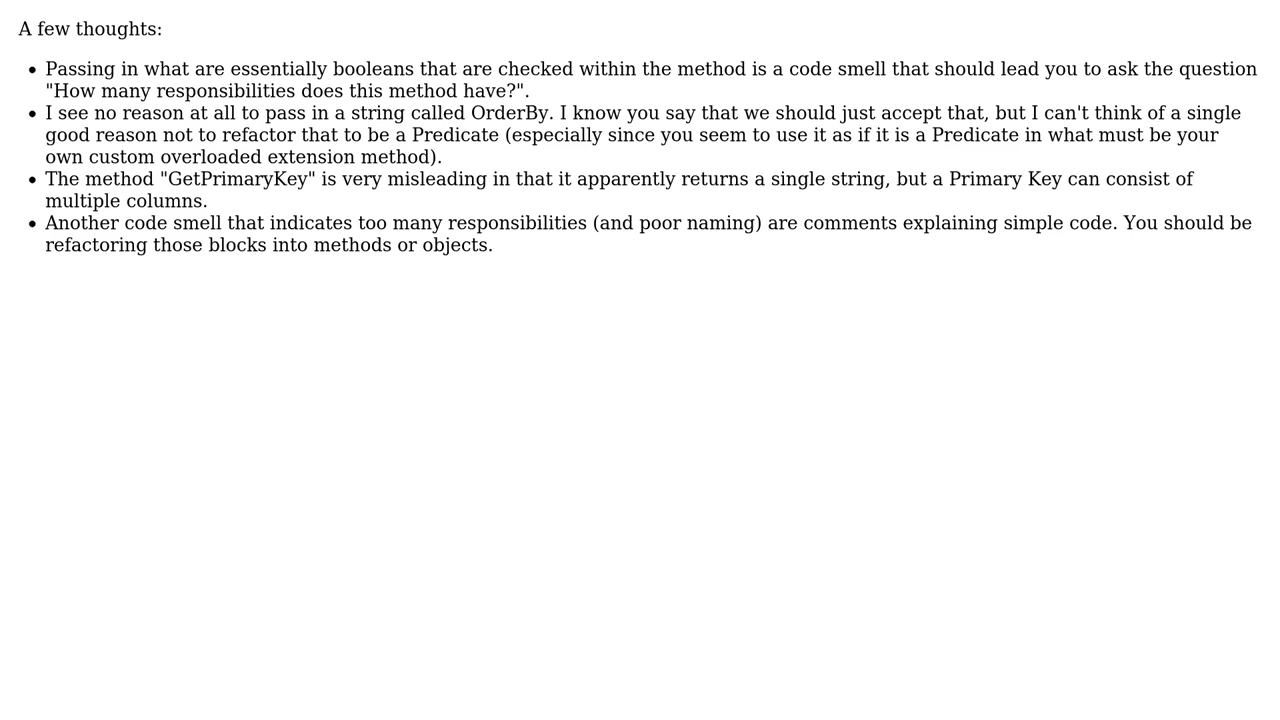 A few thoughts:
• Passing in what are essentially booleans that are checked within the method is a code smell that should lead you to ask the question
"How many responsibilities does this method have?".
• I see no reason at all to pass in a string called OrderBy. I know you say that we should just accept that, but I can't think of a single
good reason not to refactor that to be a Predicate (especially since you seem to use it as if it is a Predicate in what must be your
own custom overloaded extension method).
• The method "GetPrimaryKey" is very misleading in that it apparently returns a single string, but a Primary Key can consist of
multiple columns.
• Another code smell that indicates too many responsibilities (and poor naming) are comments explaining simple code. You should be
refactoring those blocks into methods or objects.